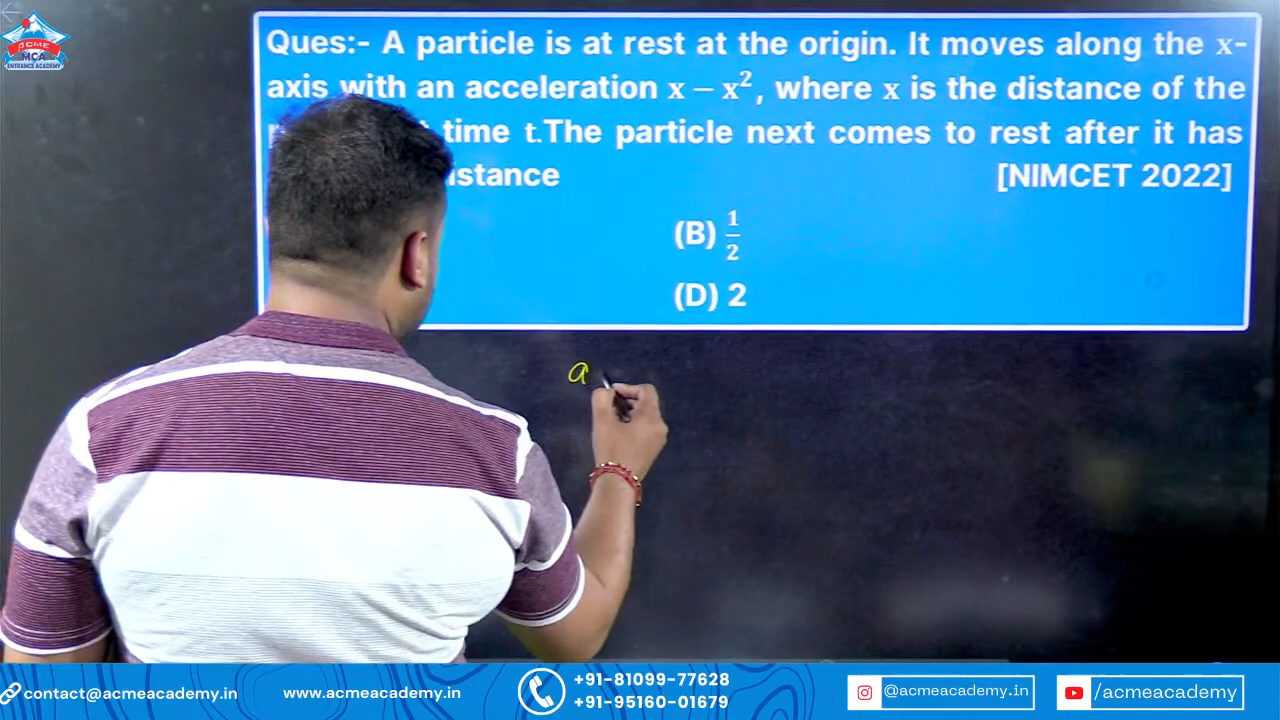 ACME
MCA
ENTRANCE ACADEMY
Ques:- A particle is at rest at the origin. It moves along the x-
axis with an acceleration x − x², where x is the distance of the
time t.The particle next comes to rest after it has
istance [NIMCET 2022]
(B) 1/2
(D) 2
a
contact@acmeacademy.in www.acmeacademy.in +91-81099-77628 @acmeacademy.in /acmeacademy
+91-95160-01679